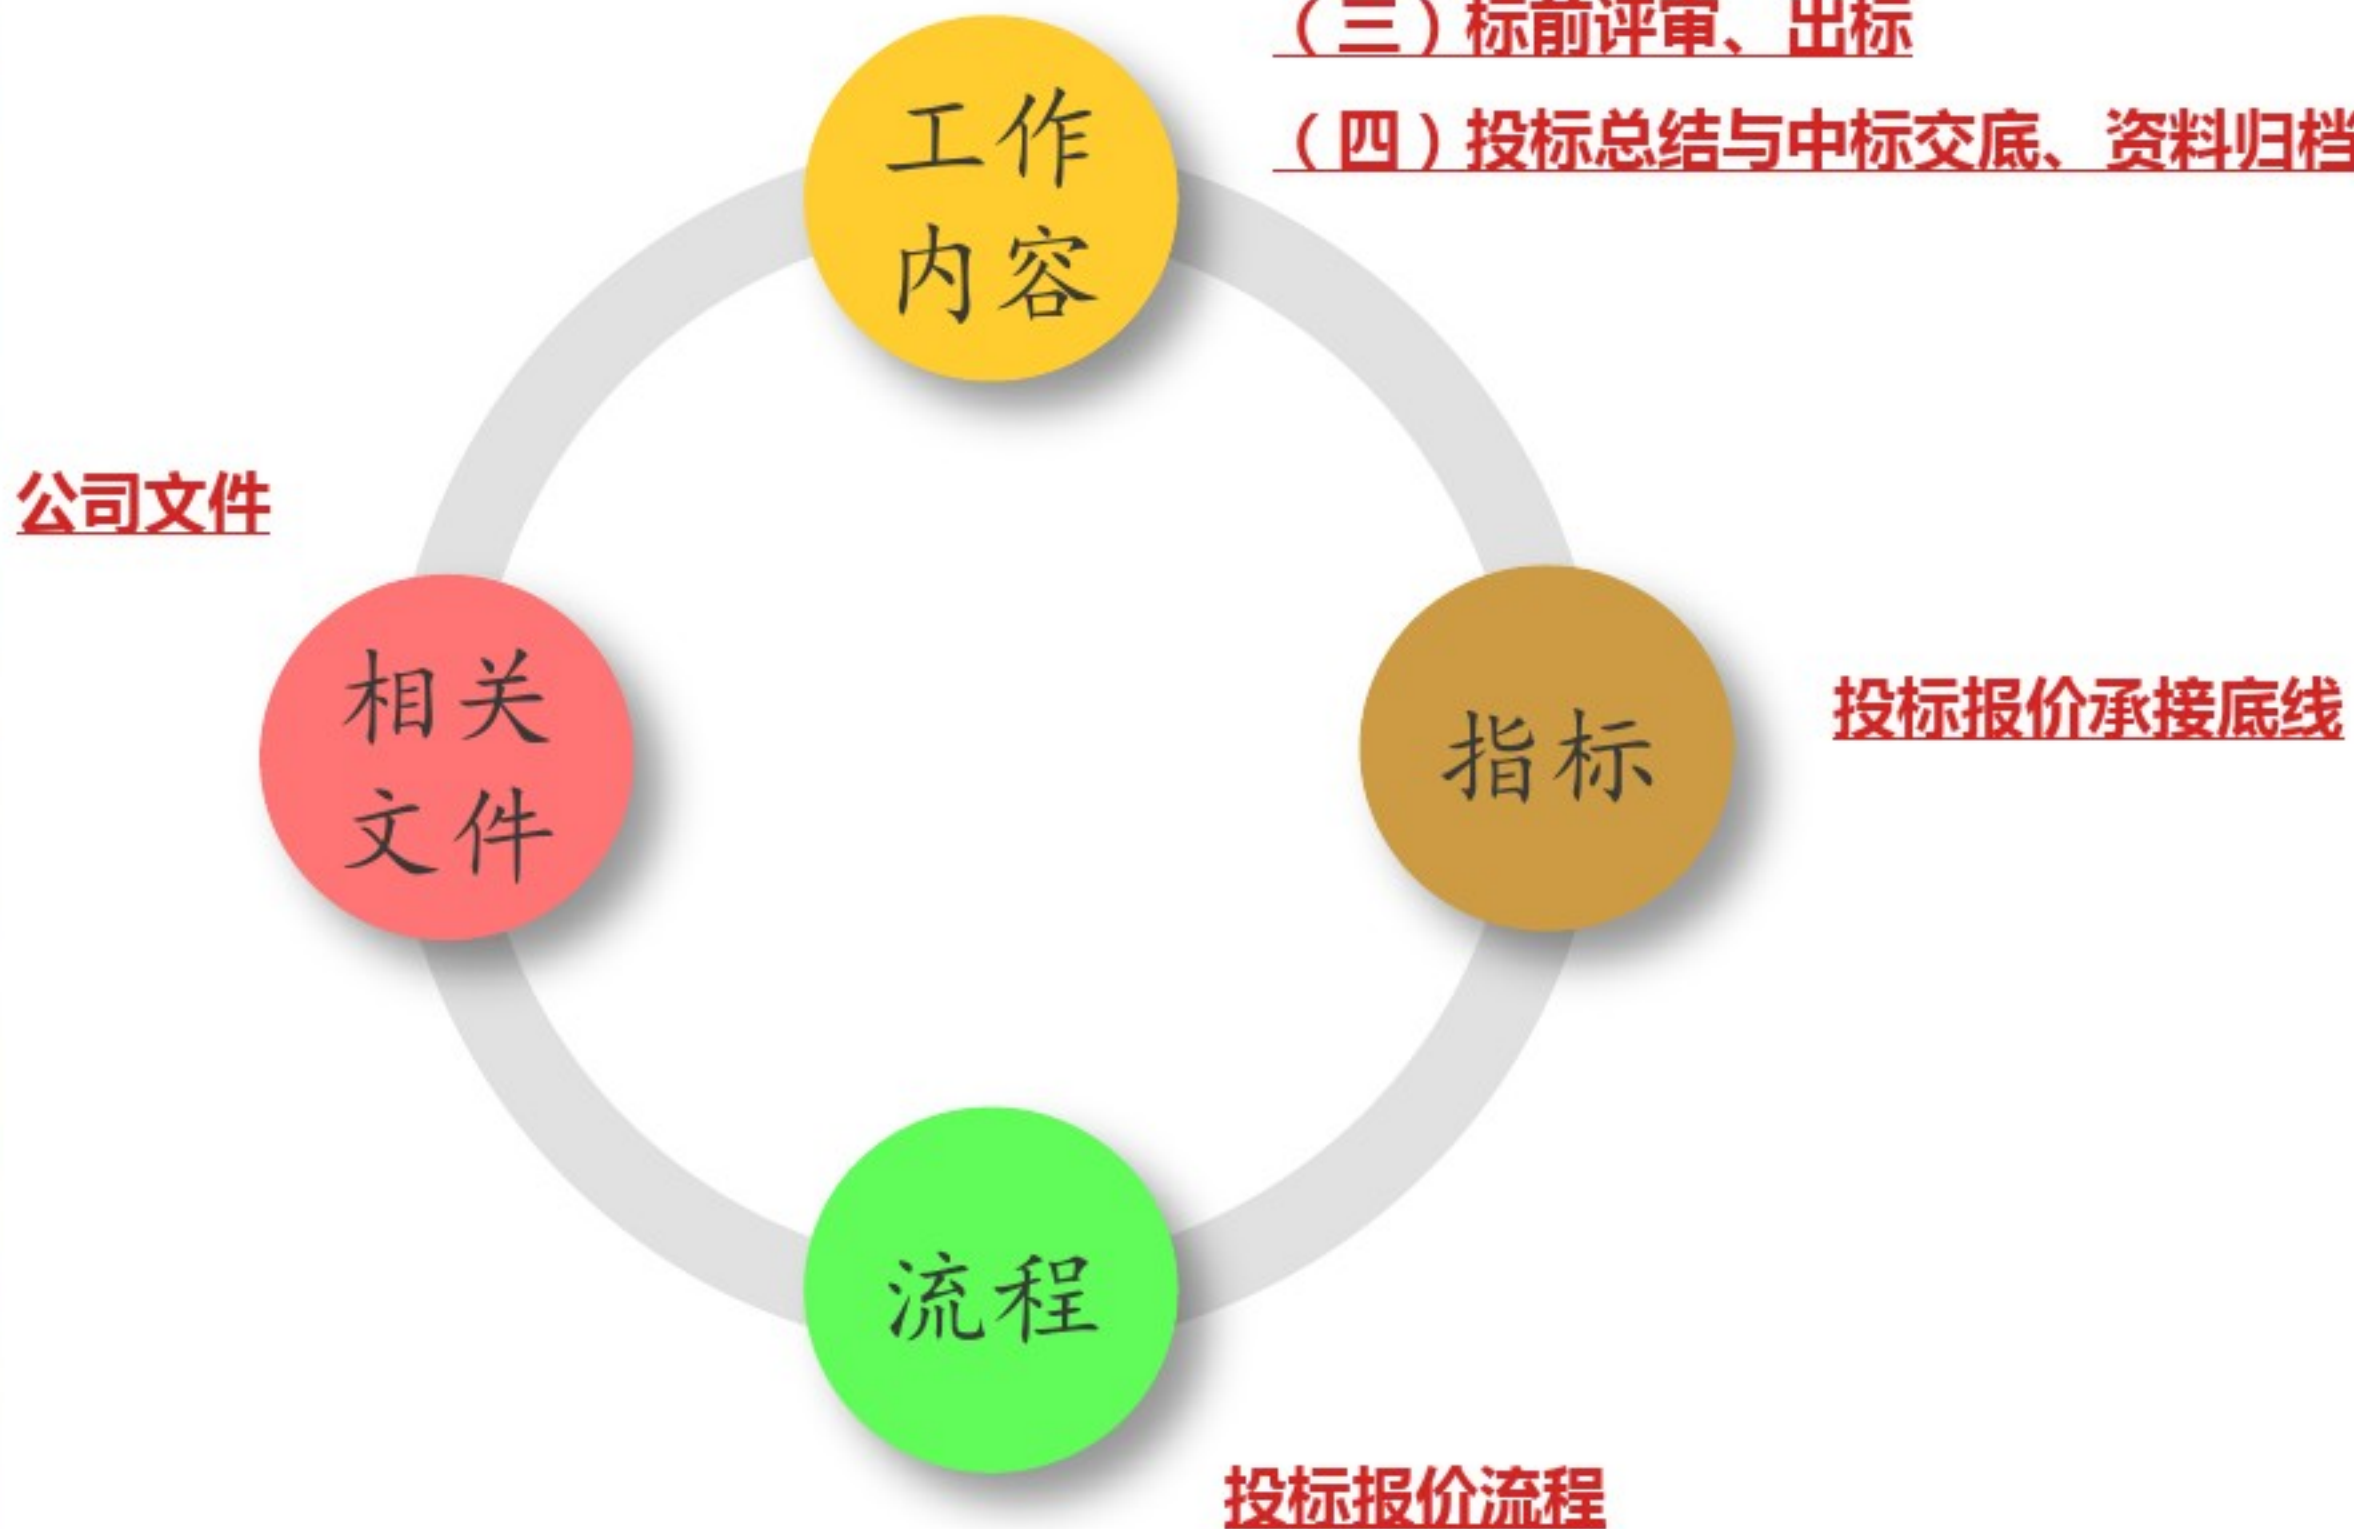 （三）标前评审、出标
（四）投标总结与中标交底、资料归档
工作
内容
公司文件
相关
文件
指标
投标报价承接底线
流程
投标报价流程